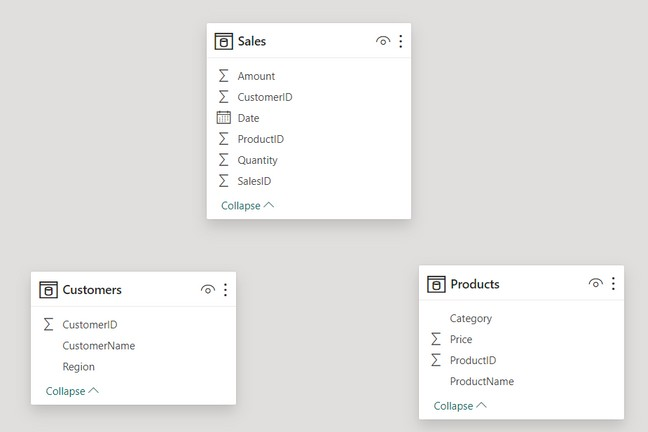 Sales
Amount
CustomerID
Date
ProductID
Quantity
SalesID
Collapse
Customers
CustomerID
CustomerName
Region
Collapse
Products
Category
Price
ProductID
ProductName
Collapse